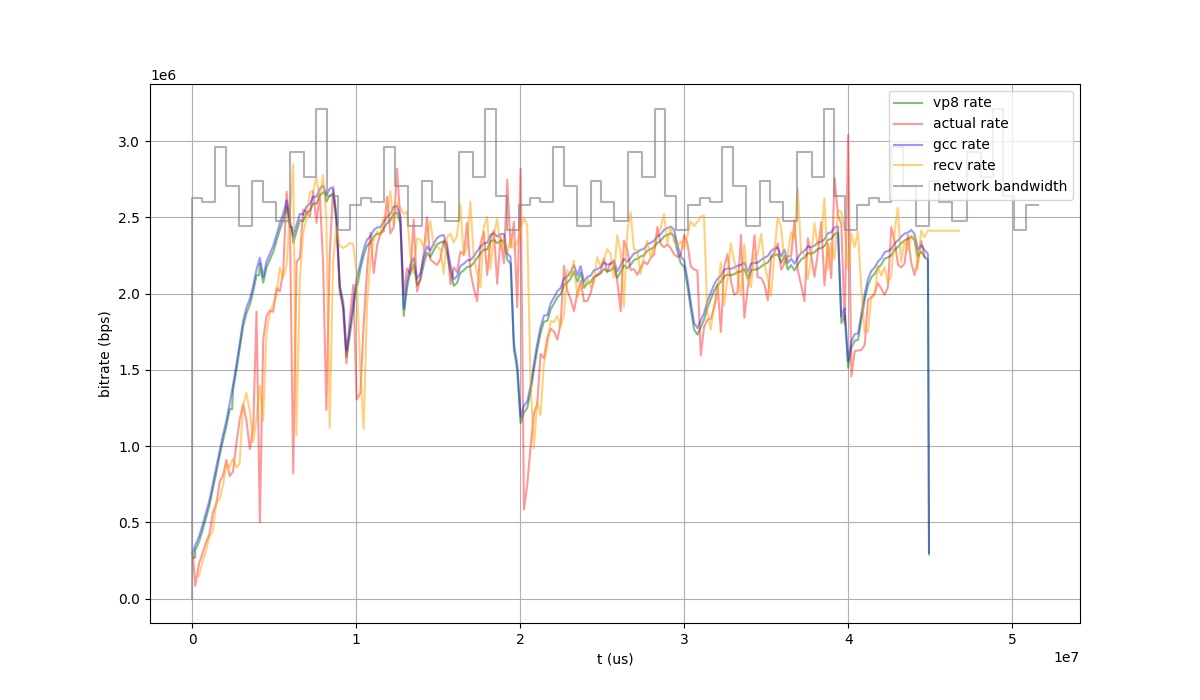 1e6
3.0
2.5
2.0
1.5
1.0
0.5
0.0
bitrate (bps)
vp8 rate
actual rate
gcc rate
recv rate
network bandwidth
0 1 2 3 4 5
t (us)
1e7